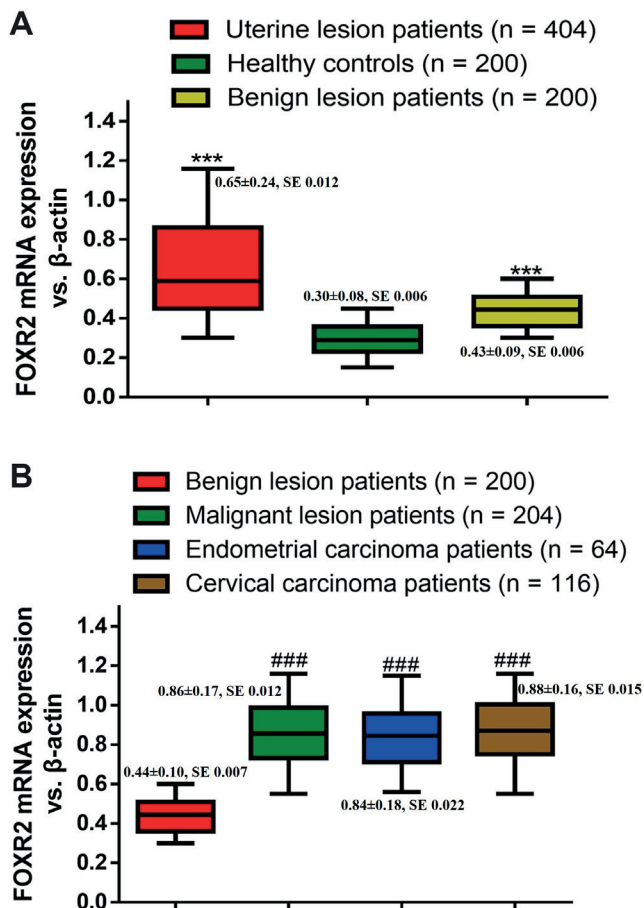 A
Uterine lesion patients (n = 404)
Healthy controls (n = 200)
Benign lesion patients (n = 200)
FOXR2 mRNA expression
vs. β-actin
1.4
1.2
1.0
0.8
0.6
0.4
0.2
0.0
***
0.65±0.24, SE 0.012
0.30±0.08, SE 0.006
***
0.43±0.09, SE 0.006
B
Benign lesion patients (n = 200)
Malignant lesion patients (n = 204)
Endometrial carcinoma patients (n = 64)
Cervical carcinoma patients (n = 116)
FOXR2 mRNA expression
vs. β-actin
1.4
1.2
1.0
0.8
0.6
0.4
0.2
0.0
0.44±0.10, SE 0.007
###
0.86±0.17, SE 0.012
###
0.84±0.18, SE 0.022
###
0.88±0.16, SE 0.015